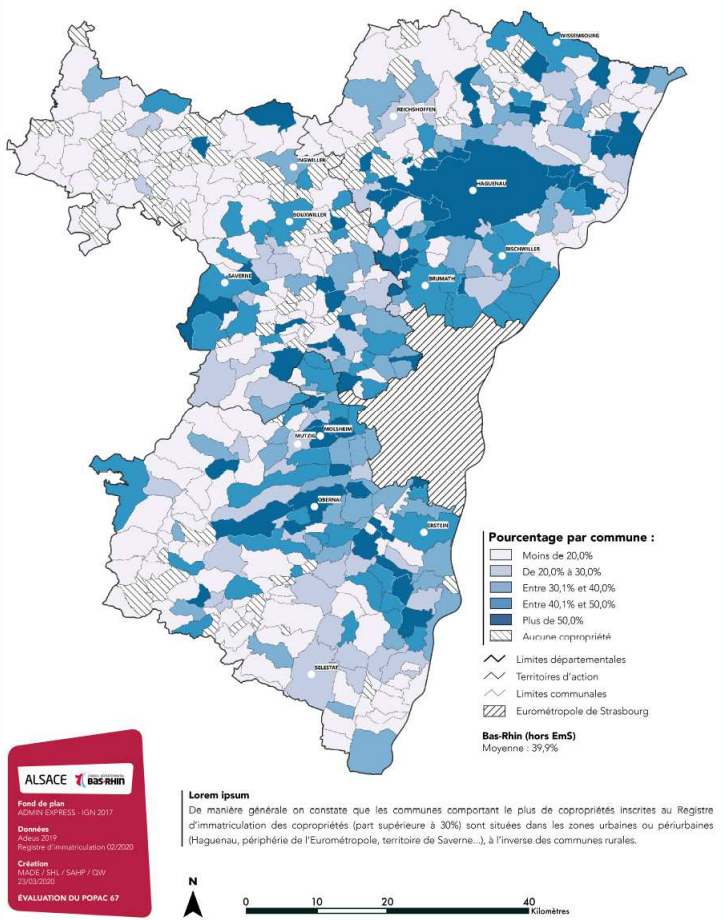 WISSEMBOURG
REICHSHOFFEN
INGWILLER
HAGUENAU
BOUXWILLER
BISCHWILLER
SAVERNE
BRUMATH
MOLSHEIM
MUTZIG
OBERNAI
ERSTEIN
SELESTAT
Pourcentage par commune :
Moins de 20,0%
De 20,0% à 30,0%
Entre 30,1% et 40,0%
Entre 40,1% et 50,0%
Plus de 50,0%
Aucune copropriété
Limites départementales
Territoires d'action
Limites communales
Eurométropole de Strasbourg
Bas-Rhin (hors EmS)
Moyenne : 39,9%
ALSACE
CONSEIL DÉPARTEMENTAL
BAS-RHIN
Fond de plan
ADMIN EXPRESS - IGN 2017
Données
Adeus 2019
Registre d'immatriculation 02/2020
Création
MADE / SHL / SAHP / QW
23/03/2020
ÉVALUATION DU POPAC 67
Lorem ipsum
De manière générale on constate que les communes comportant le plus de copropriétés inscrites au Registre
d'immatriculation des copropriétés (part supérieure à 30%) sont situées dans les zones urbaines ou périurbaines
(Haguenau, périphérie de l'Eurométropole, territoire de Saverne...), à l'inverse des communes rurales.
N
0 10 20 40
Kilomètres